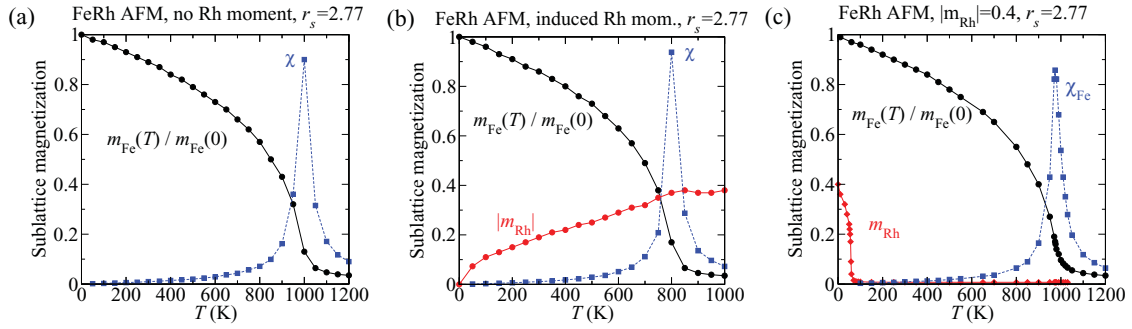 (a) FeRh AFM, no Rh moment, r_s=2.77
Sublattice magnetization
1
0.8
0.6
0.4
0.2
0
χ
m_Fe(T) / m_Fe(0)
0 200 400 600 800 1000 1200
T (K)
(b) FeRh AFM, induced Rh mom., r_s=2.77
Sublattice magnetization
1
0.8
0.6
0.4
0.2
0
χ
m_Fe(T) / m_Fe(0)
|m_Rh|
0 200 400 600 800 1000
T (K)
(c) FeRh AFM, |m_Rh|=0.4, r_s=2.77
Sublattice magnetization
1
0.8
0.6
0.4
0.2
0
χ_Fe
m_Fe(T) / m_Fe(0)
m_Rh
0 200 400 600 800 1000 1200
T (K)